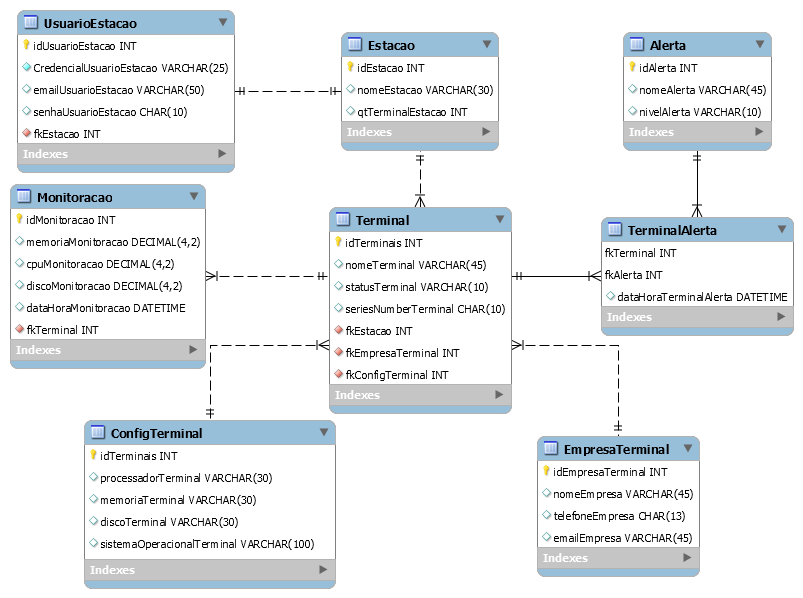 UsuarioEstacao
idUsuarioEstacao INT
CredencialUsuarioEstacao VARCHAR(25)
emailUsuarioEstacao VARCHAR(50)
senhaUsuarioEstacao CHAR(10)
fkEstacao INT
Indexes
Estacao
idEstacao INT
nomeEstacao VARCHAR(30)
qtTerminalEstacao INT
Indexes
Alerta
idAlerta INT
nomeAlerta VARCHAR(45)
nivelAlerta VARCHAR(10)
Indexes
Monitoracao
idMonitoracao INT
memoriaMonitoracao DECIMAL(4,2)
cpuMonitoracao DECIMAL(4,2)
discoMonitoracao DECIMAL(4,2)
dataHoraMonitoracao DATETIME
fkTerminal INT
Indexes
Terminal
idTerminais INT
nomeTerminal VARCHAR(45)
statusTerminal VARCHAR(10)
seriesNumberTerminal CHAR(10)
fkEstacao INT
fkEmpresaTerminal INT
fkConfigTerminal INT
Indexes
TerminalAlerta
fkTerminal INT
fkAlerta INT
dataHoraTerminalAlerta DATETIME
Indexes
ConfigTerminal
idTerminais INT
processadorTerminal VARCHAR(30)
memoriaTerminal VARCHAR(30)
discoTerminal VARCHAR(30)
sistemaOperacionalTerminal VARCHAR(100)
Indexes
EmpresaTerminal
idEmpresaTerminal INT
nomeEmpresa VARCHAR(45)
telefoneEmpresa CHAR(13)
emailEmpresa VARCHAR(45)
Indexes